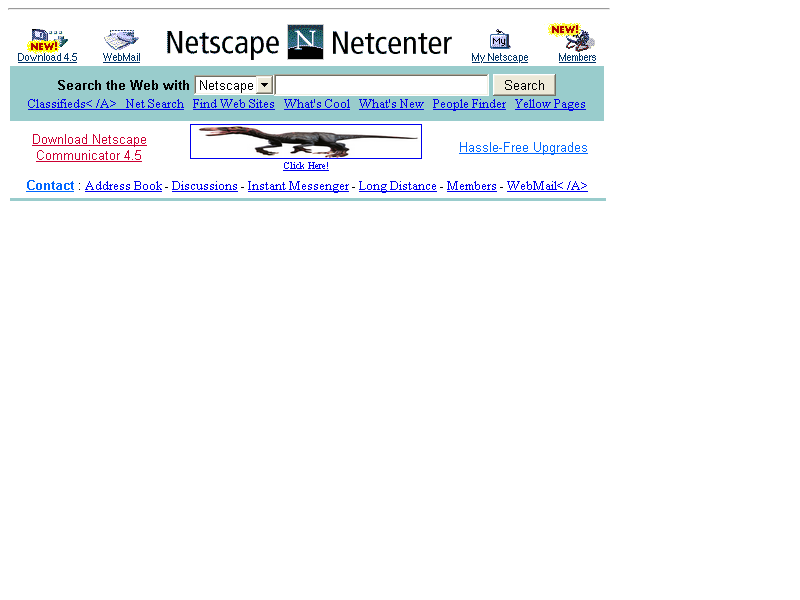 NEW! Download 4.5 WebMail Netscape N Netcenter My My Netscape NEW! Members
Search the Web with Netscape Search
Classifieds< /A> Net Search Find Web Sites What's Cool What's New People Finder Yellow Pages
Download Netscape
Communicator 4.5
Click Here!
Hassle-Free Upgrades
Contact : Address Book - Discussions - Instant Messenger - Long Distance - Members - WebMail< /A>